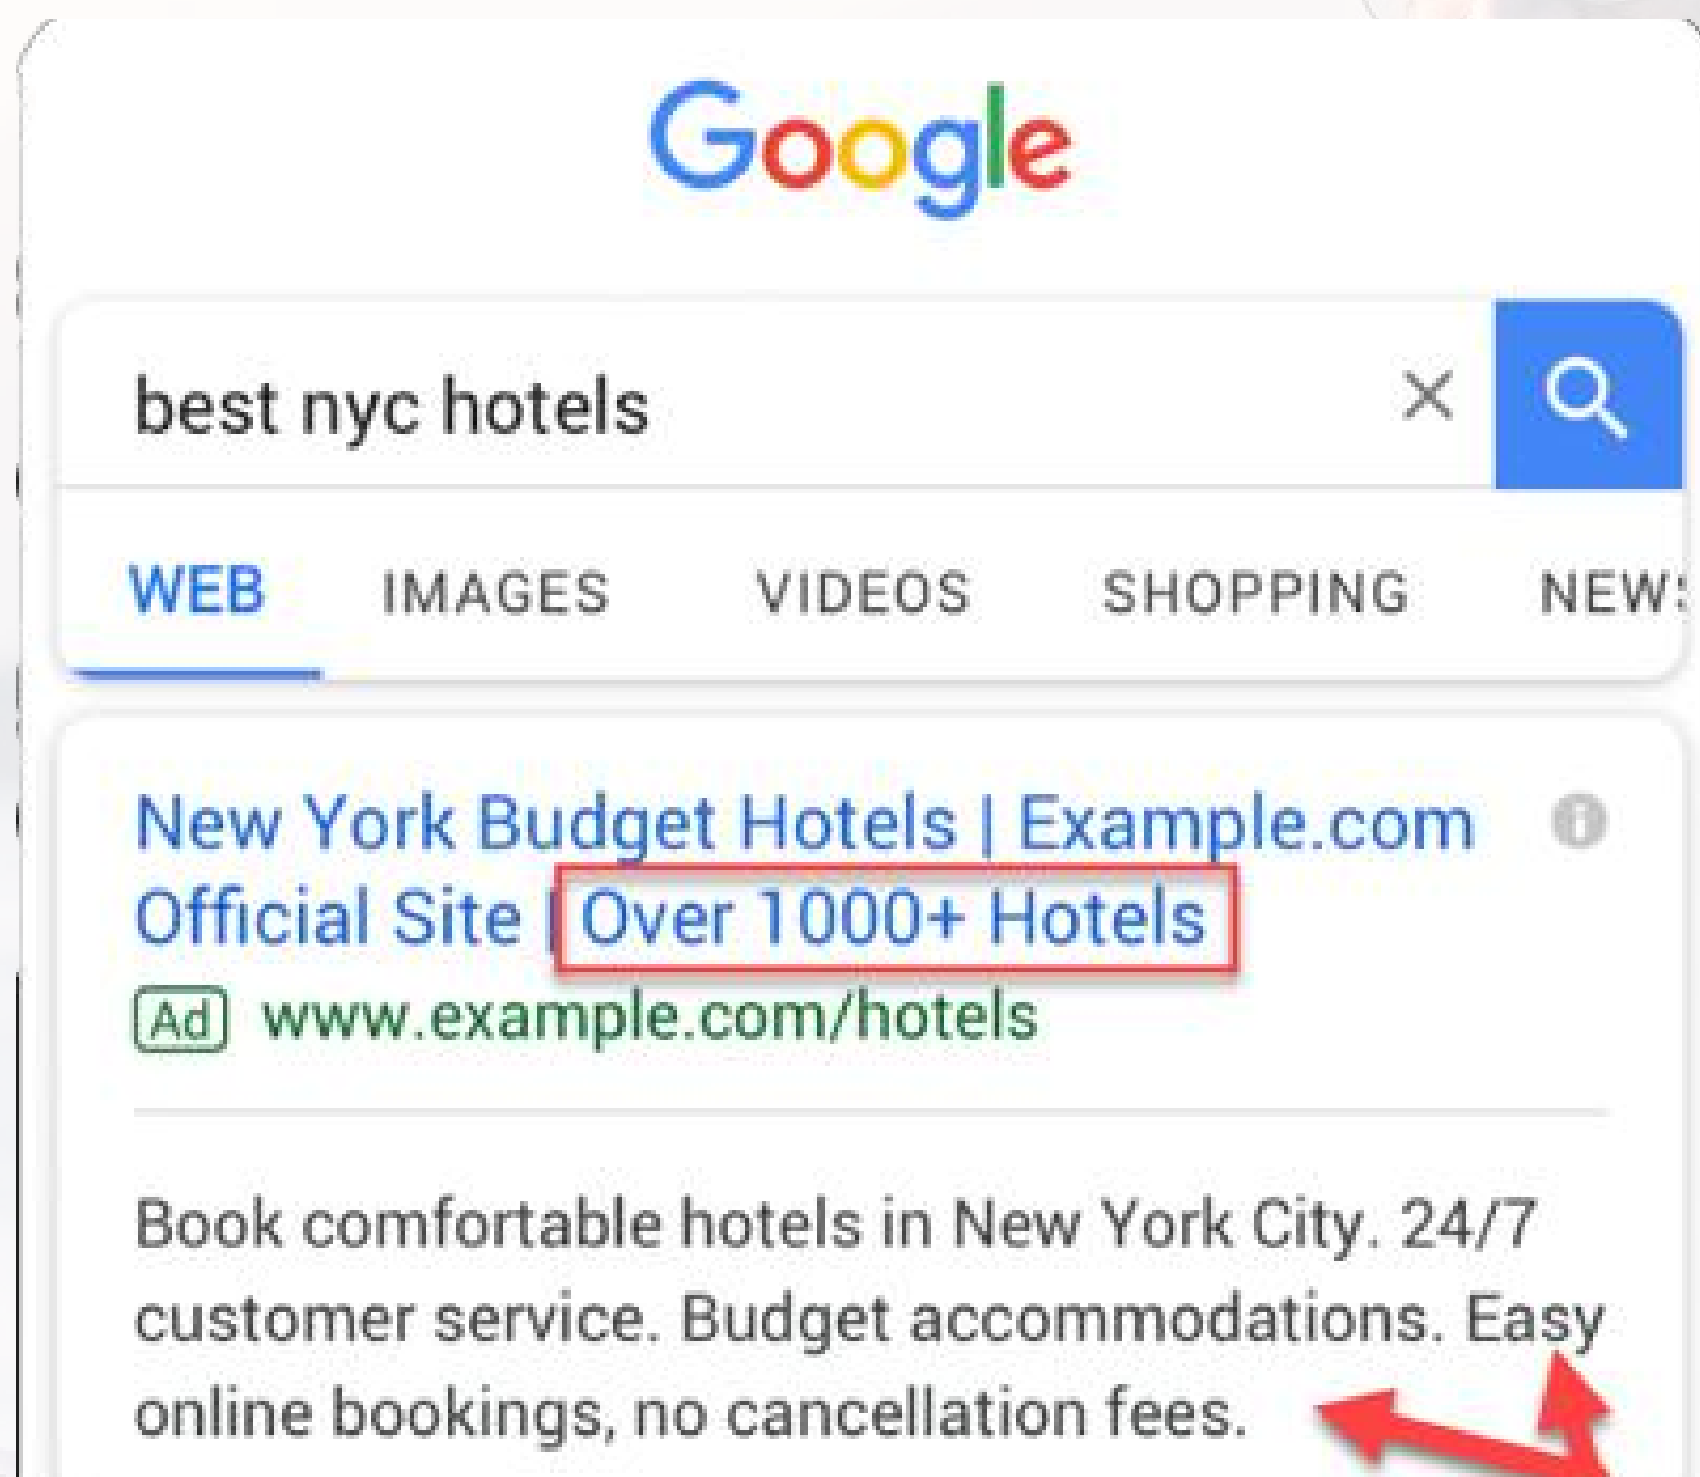 Google
best nyc hotels
WEB IMAGES VIDEOS SHOPPING NEWS
New York Budget Hotels | Example.com
Official Site | Over 1000+ Hotels
Ad www.example.com/hotels
Book comfortable hotels in New York City. 24/7
customer service. Budget accommodations. Easy
online bookings, no cancellation fees.